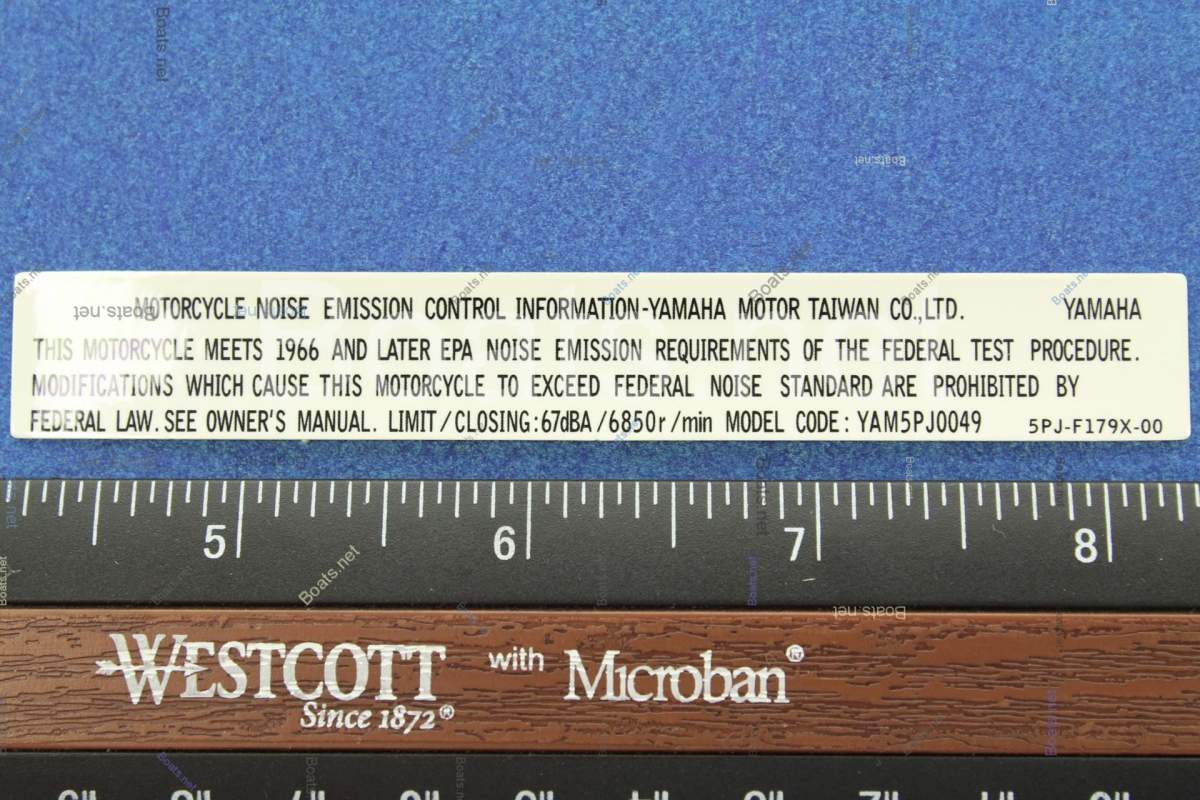 MOTORCYCLE NOISE EMISSION CONTROL INFORMATION-YAMAHA MOTOR TAIWAN CO.,LTD. YAMAHA
THIS MOTORCYCLE MEETS 1966 AND LATER EPA NOISE EMISSION REQUIREMENTS OF THE FEDERAL TEST PROCEDURE.
MODIFICATIONS WHICH CAUSE THIS MOTORCYCLE TO EXCEED FEDERAL NOISE STANDARD ARE PROHIBITED BY
FEDERAL LAW. SEE OWNER'S MANUAL. LIMIT/CLOSING:67dBA/6850r/min MODEL CODE: YAM5PJ0049 5PJ-F179X-00
5 6 7 8
WESTCOTT with Microban®
Since 1872®
Boats.net